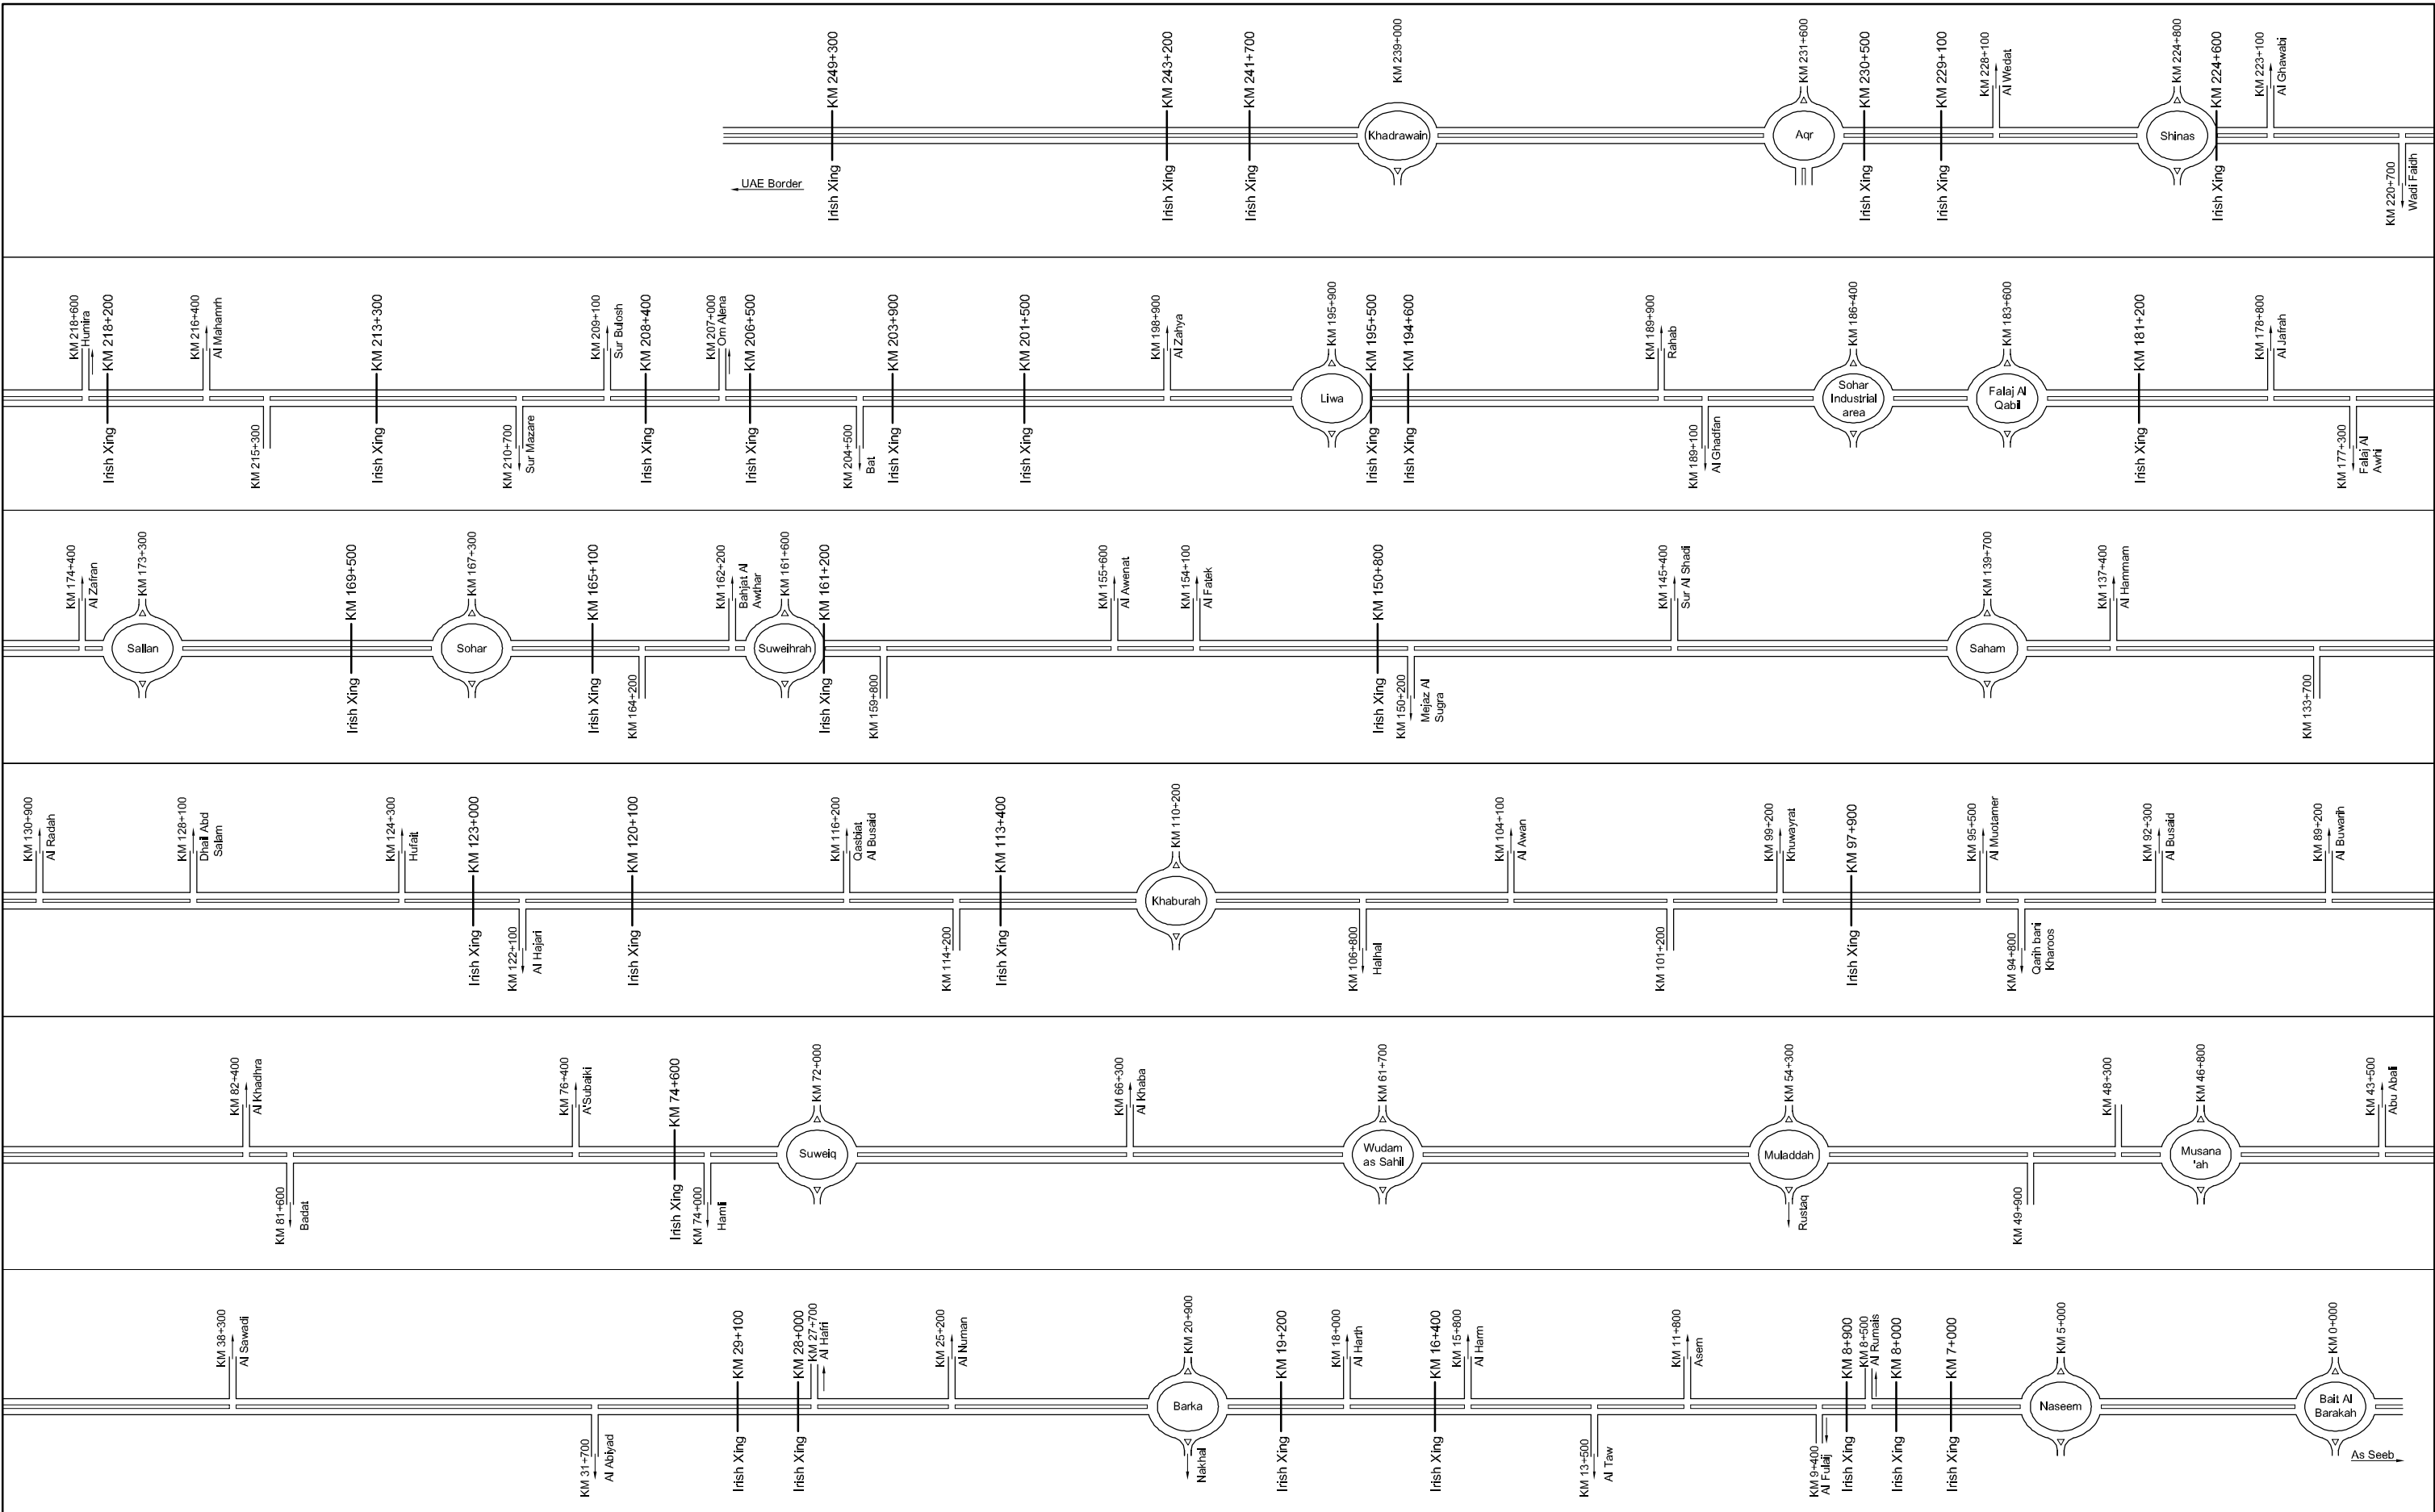 KM 249+300
Irish Xing
UAE Border
KM 243+200
Irish Xing
KM 241+700
Irish Xing
KM 239+000
Khadrawain
KM 231+600
Aqr
KM 230+500
Irish Xing
KM 229+100
Irish Xing
KM 228+100
Al Wedat
KM 224+800
Shinas
KM 224+600
Irish Xing
KM 223+100
Al Ghawabi
KM 220+700
Wadi Faidh
KM 218+600
Humira
KM 218+200
Irish Xing
KM 216+400
Al Mahamrh
KM 215+300
KM 213+300
Irish Xing
KM 210+700
Sur Mazare
KM 209+100
Sur Bulosh
KM 208+400
Irish Xing
KM 207+000
Om Alena
KM 206+500
Irish Xing
KM 204+500
Bat
KM 203+900
Irish Xing
KM 201+500
Irish Xing
KM 198+900
Al Zahya
KM 195+900
Liwa
KM 195+500
Irish Xing
KM 194+600
Irish Xing
KM 189+900
Rahab
KM 189+100
Al Ghadfan
KM 186+400
Sohar
Industrial
area
KM 183+600
Falaj Al
Qabil
KM 181+200
Irish Xing
KM 178+800
Al Jafrah
KM 177+300
Falaj Al
Awhi
KM 174+400
Al Zafran
KM 173+300
Sallan
KM 169+500
Irish Xing
KM 167+300
Sohar
KM 165+100
Irish Xing
KM 164+200
KM 162+200
Bahjat Al
Awthar
KM 161+600
Suweihrah
KM 161+200
Irish Xing
KM 159+800
KM 155+600
Al Awenat
KM 154+100
Al Fatek
KM 150+800
Irish Xing
KM 150+200
Mejaz Al
Sugra
KM 145+400
Sur Al Shadi
KM 139+700
Saham
KM 137+400
Al Hammam
KM 133+700
KM 130+900
Al Radah
KM 128+100
Dhail Abd
Salam
KM 124+300
Hufait
KM 123+000
Irish Xing
KM 122+100
Al Hajari
KM 120+100
Irish Xing
KM 116+200
Qasbiat
Al Busaid
KM 114+200
KM 113+400
Irish Xing
KM 110+200
Khaburah
KM 106+800
Halhal
KM 104+100
Al Awan
KM 101+200
KM 99+200
Khuwayrat
KM 97+900
Irish Xing
KM 95+500
Al Muotamer
KM 94+800
Qarih bani
Kharoos
KM 92+300
Al Busaid
KM 89+200
Al Buwarih
KM 82+400
Al Khadhra
KM 81+600
Badat
KM 76+400
A'Subaiki
KM 74+600
Irish Xing
KM 74+000
Hamli
KM 72+000
Suweiq
KM 66+300
Al Khaba
KM 61+700
Wudam
as Sahil
KM 54+300
Muladdah
Rustaq
KM 49+900
KM 48+300
KM 46+800
Musana
'ah
KM 43+500
Abu Abali
KM 38+300
Al Sawadi
KM 31+700
Al Abiyad
KM 29+100
Irish Xing
KM 28+000
Irish Xing
KM 27+700
Al Hafri
KM 25+200
Al Numan
KM 20+900
Barka
Nakhal
KM 19+200
Irish Xing
KM 18+000
Al Harth
KM 16+400
Irish Xing
KM 15+800
Al Harm
KM 13+500
Al Taw
KM 11+800
Asem
KM 9+400
Al Fulaij
KM 8+900
Irish Xing
KM 8+500
Al Rumais
KM 8+000
Irish Xing
KM 7+000
Irish Xing
KM 5+000
Naseem
KM 0+000
Bait Al
Barakah
As Seeb